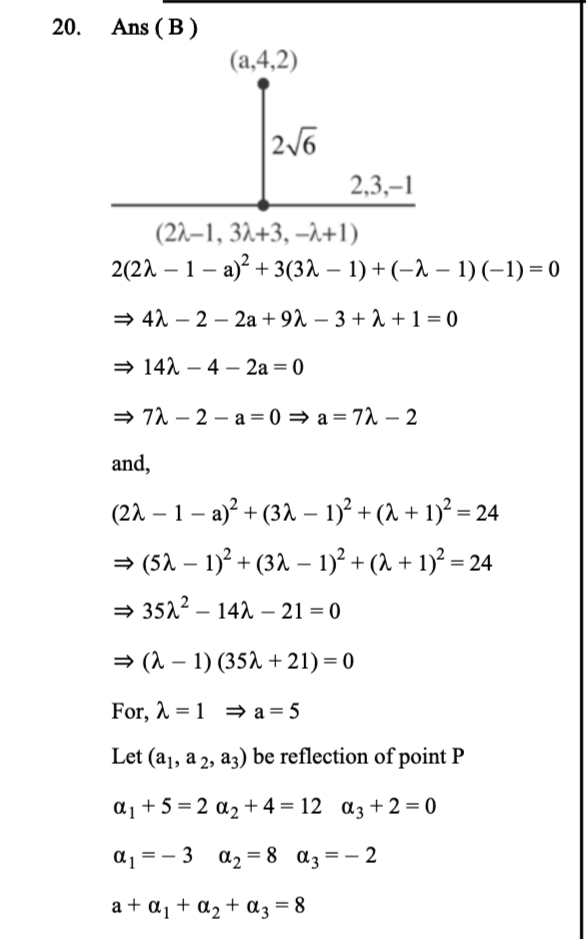 20. Ans ( B )
(a,4,2)
2√6
2,3,–1
(2λ–1, 3λ+3, –λ+1)
2(2λ – 1 – a)² + 3(3λ – 1) + (–λ – 1) (–1) = 0
⇒ 4λ – 2 – 2a + 9λ – 3 + λ + 1 = 0
⇒ 14λ – 4 – 2a = 0
⇒ 7λ – 2 – a = 0 ⇒ a = 7λ – 2
and,
(2λ – 1 – a)² + (3λ – 1)² + (λ + 1)² = 24
⇒ (5λ – 1)² + (3λ – 1)² + (λ + 1)² = 24
⇒ 35λ² – 14λ – 21 = 0
⇒ (λ – 1) (35λ + 21) = 0
For, λ = 1 ⇒ a = 5
Let (a₁, a ₂, a₃) be reflection of point P
α₁ + 5 = 2 α₂ + 4 = 12 α₃ + 2 = 0
α₁ = – 3 α₂ = 8 α₃ = – 2
a + α₁ + α₂ + α₃ = 8